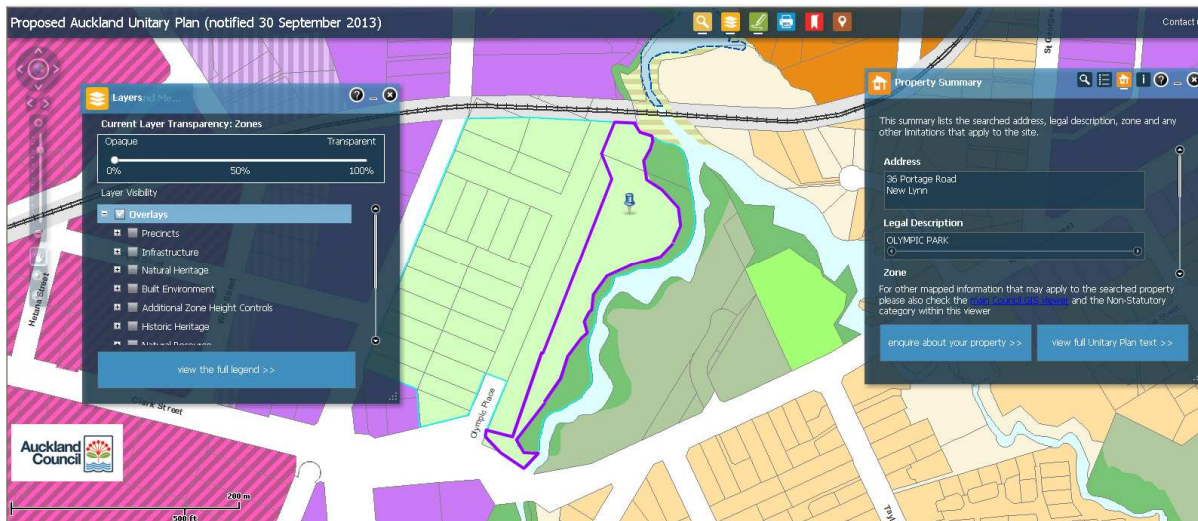 Proposed Auckland Unitary Plan (notified 30 September 2013)
Contact
St Georges
Layers
Current Layer Transparency: Zones
Opaque
Transparent
0%
50%
100%
Layer Visibility
Overlays
Precincts
Infrastructure
Natural Heritage
Built Environment
Additional Zone Height Controls
Historic Heritage
Natural Resource
view the full legend >>
Hetana Street
Clark Street
Olympic Place
Property Summary
This summary lists the searched address, legal description, zone and any
other limitations that apply to the site.
Address
36 Portage Road
New Lynn
Legal Description
OLYMPIC PARK
Zone
For other mapped information that may apply to the searched property
please also check the main Council GIS viewer and the Non-Statutory
category within this viewer
enquire about your property >>
view full Unitary Plan text >>
Auckland
Council
200 m
500 ft